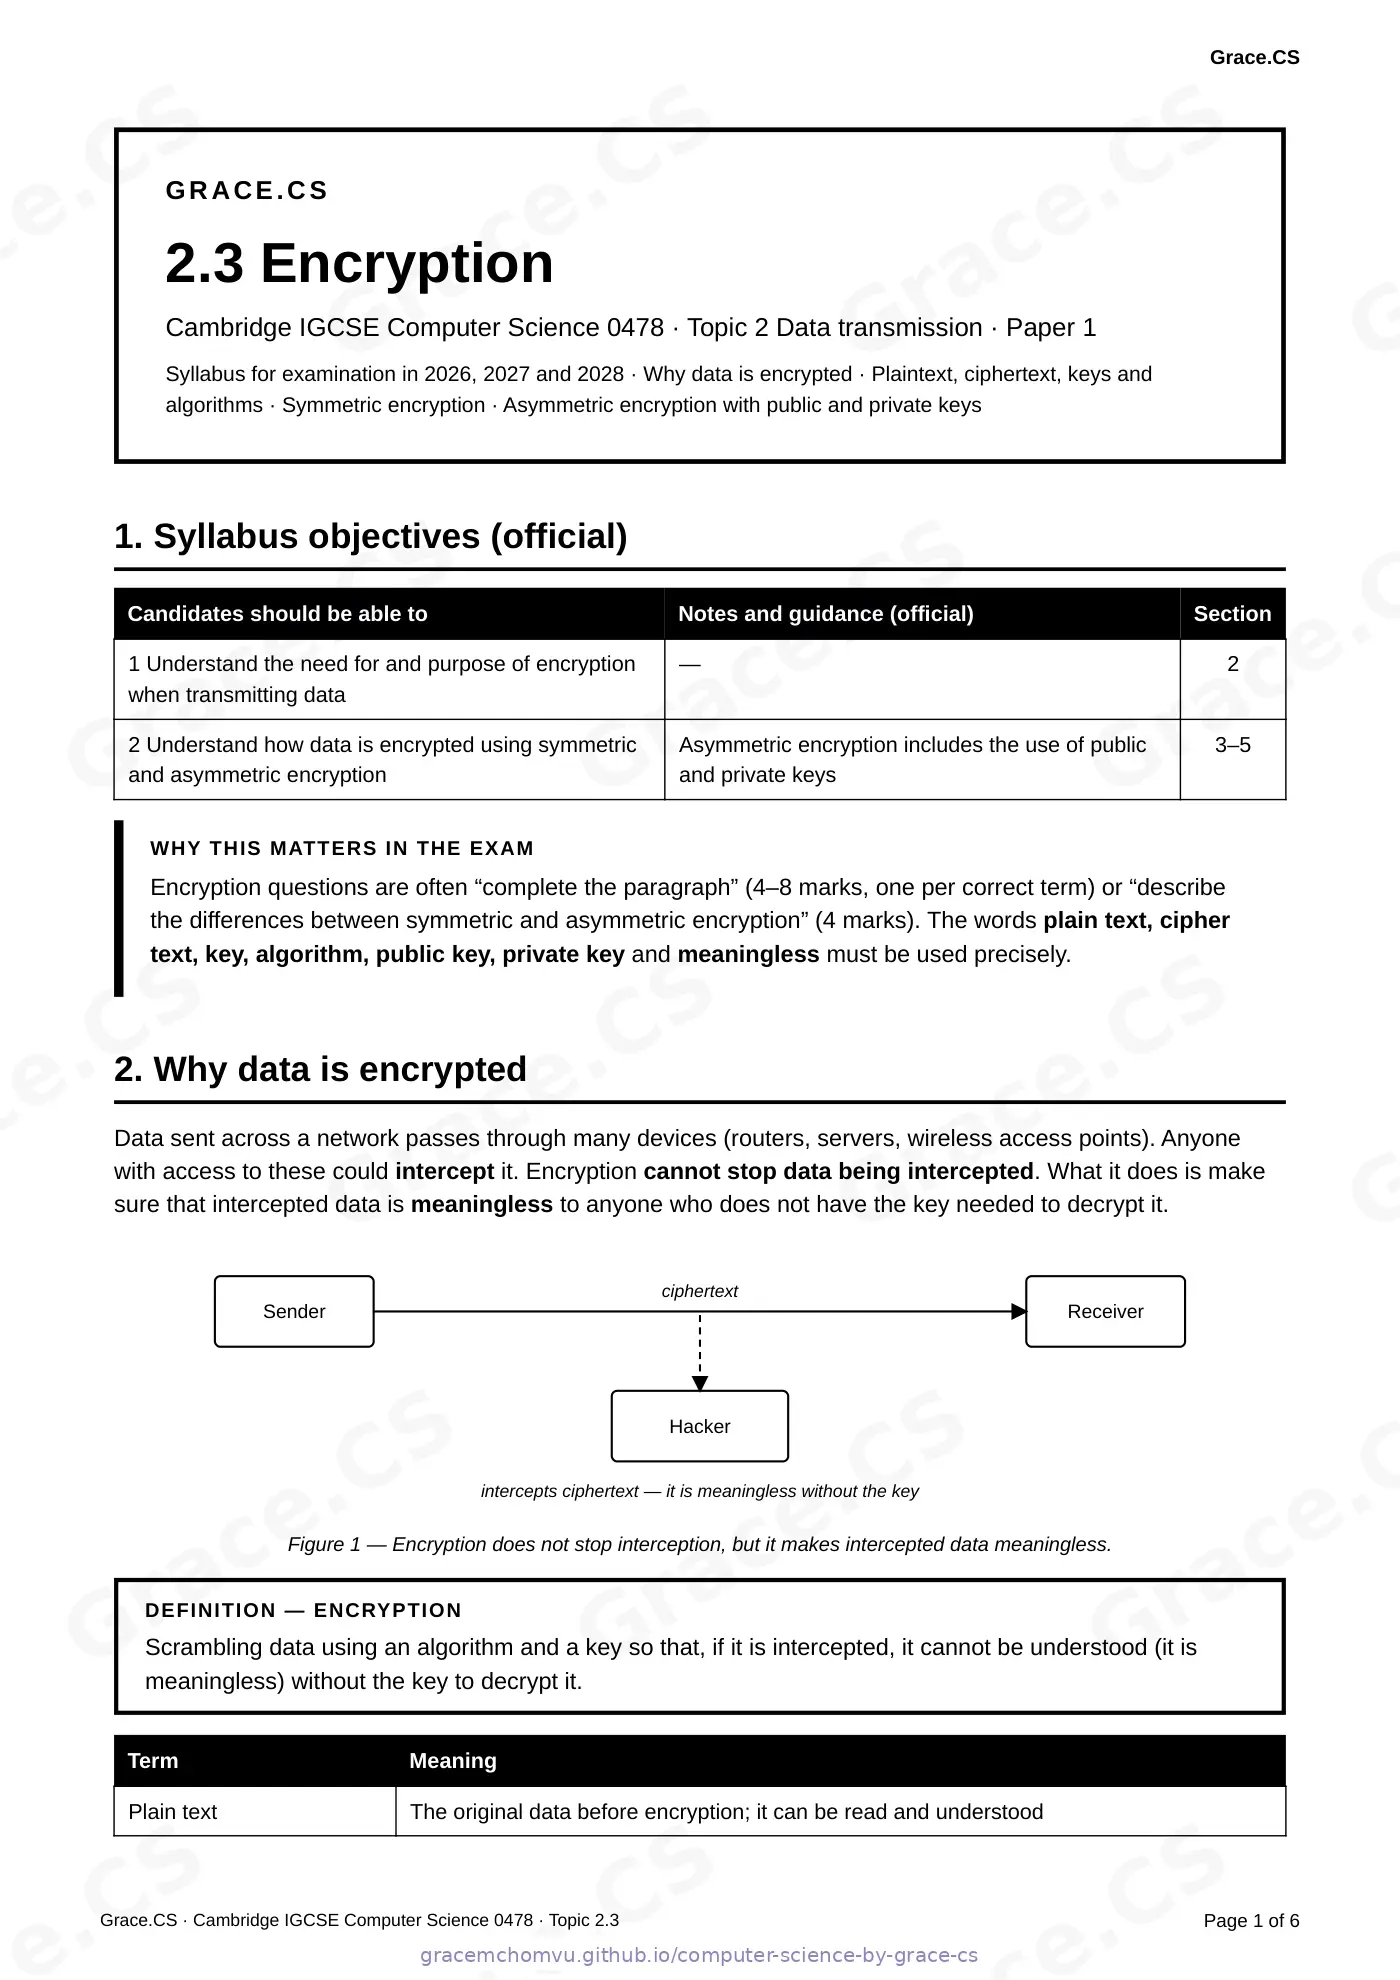 Grace.CS
GRACE.CS
2.3 Encryption
Cambridge IGCSE Computer Science 0478 · Topic 2 Data transmission · Paper 1
Syllabus for examination in 2026, 2027 and 2028 · Why data is encrypted · Plaintext, ciphertext, keys and
algorithms · Symmetric encryption · Asymmetric encryption with public and private keys
1. Syllabus objectives (official)
Candidates should be able to Notes and guidance (official) Section
1 Understand the need for and purpose of encryption — 2
when transmitting data
2 Understand how data is encrypted using symmetric Asymmetric encryption includes the use of public 3–5
and asymmetric encryption and private keys
WHY THIS MATTERS IN THE EXAM
Encryption questions are often “complete the paragraph” (4–8 marks, one per correct term) or “describe
the differences between symmetric and asymmetric encryption” (4 marks). The words plain text, cipher
text, key, algorithm, public key, private key and meaningless must be used precisely.
2. Why data is encrypted
Data sent across a network passes through many devices (routers, servers, wireless access points). Anyone
with access to these could intercept it. Encryption cannot stop data being intercepted. What it does is make
sure that intercepted data is meaningless to anyone who does not have the key needed to decrypt it.
ciphertext
Sender Receiver
Hacker
intercepts ciphertext — it is meaningless without the key
Figure 1 — Encryption does not stop interception, but it makes intercepted data meaningless.
DEFINITION — ENCRYPTION
Scrambling data using an algorithm and a key so that, if it is intercepted, it cannot be understood (it is
meaningless) without the key to decrypt it.
Term Meaning
Plain text The original data before encryption; it can be read and understood
Grace.CS · Cambridge IGCSE Computer Science 0478 · Topic 2.3 Page 1 of 6
gracemchomvu.github.io/computer-science-by-grace-cs